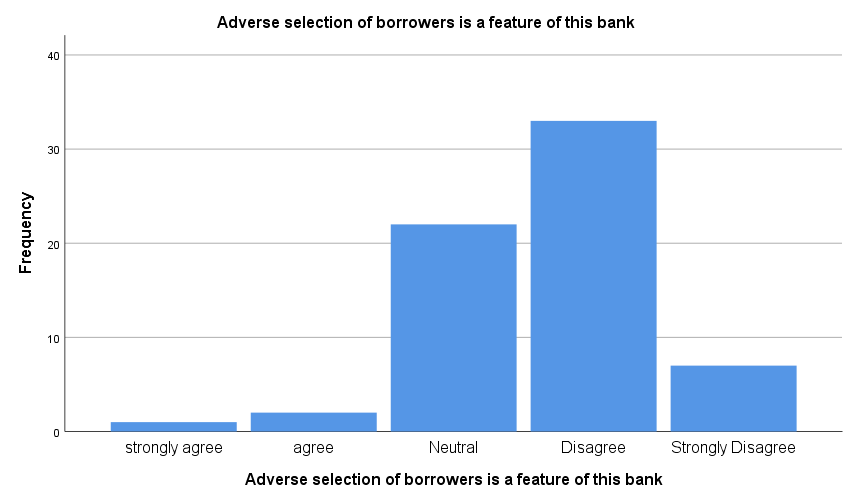 Adverse selection of borrowers is a feature of this bank
40
30
20
10
0
Frequency
strongly agree agree Neutral Disagree Strongly Disagree
Adverse selection of borrowers is a feature of this bank